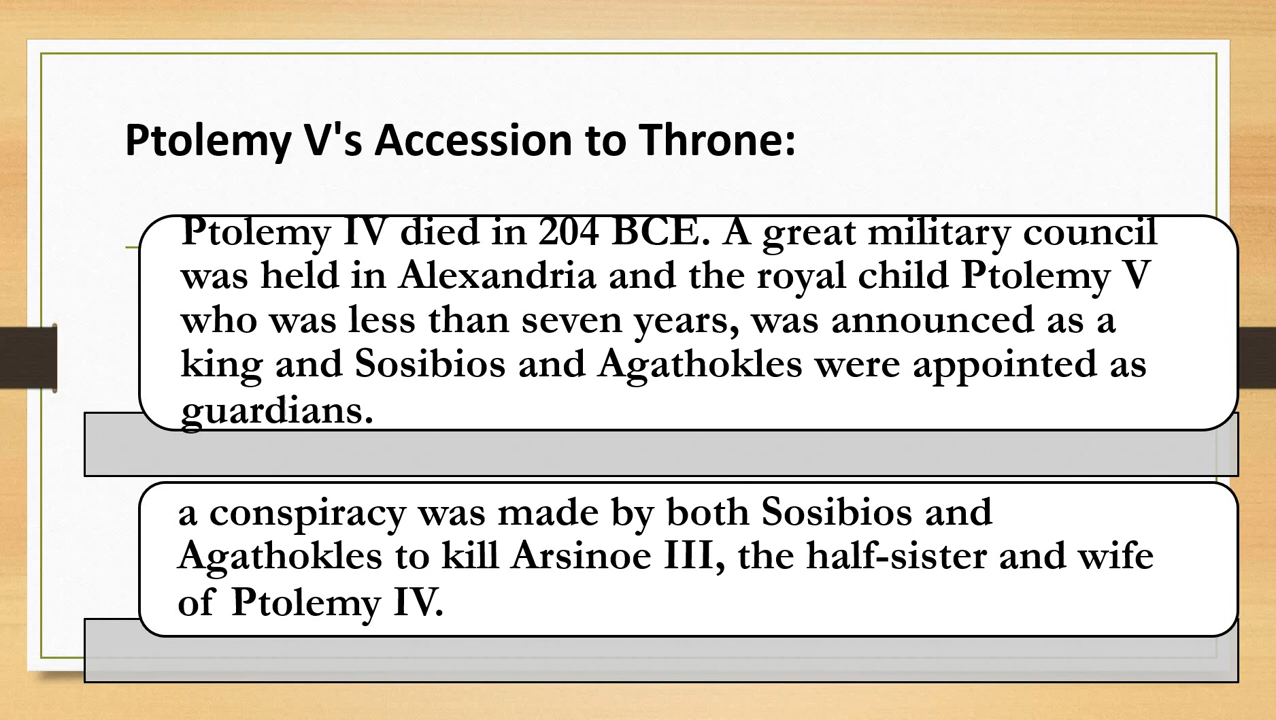 Ptolemy V's Accession to Throne:
Ptolemy IV died in 204 BCE. A great military council
was held in Alexandria and the royal child Ptolemy V
who was less than seven years, was announced as a
king and Sosibios and Agathokles were appointed as
guardians.
a conspiracy was made by both Sosibios and
Agathokles to kill Arsinoe III, the half-sister and wife
of Ptolemy IV.